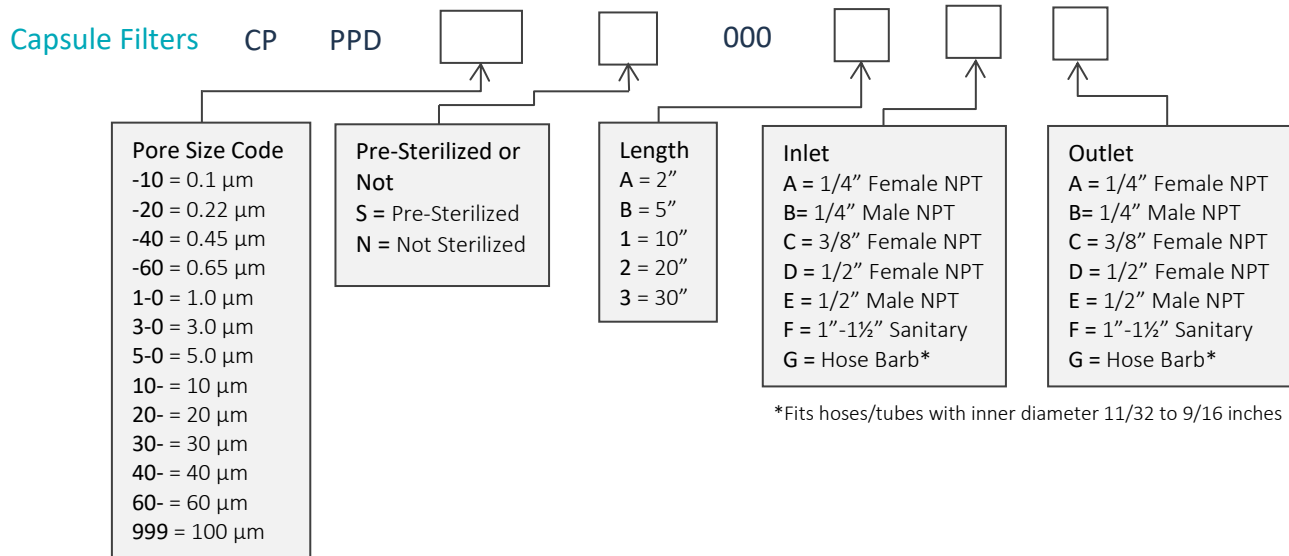 Capsule Filters CP PPD 000
Pore Size Code
-10 = 0.1 µm
-20 = 0.22 µm
-40 = 0.45 µm
-60 = 0.65 µm
1-0 = 1.0 µm
3-0 = 3.0 µm
5-0 = 5.0 µm
10- = 10 µm
20- = 20 µm
30- = 30 µm
40- = 40 µm
60- = 60 µm
999 = 100 µm
Pre-Sterilized or
Not
S = Pre-Sterilized
N = Not Sterilized
Length
A = 2”
B = 5”
1 = 10”
2 = 20”
3 = 30”
Inlet
A = 1/4” Female NPT
B= 1/4” Male NPT
C = 3/8” Female NPT
D = 1/2” Female NPT
E = 1/2” Male NPT
F = 1”-1½” Sanitary
G = Hose Barb*
Outlet
A = 1/4” Female NPT
B= 1/4” Male NPT
C = 3/8” Female NPT
D = 1/2” Female NPT
E = 1/2” Male NPT
F = 1”-1½” Sanitary
G = Hose Barb*
*Fits hoses/tubes with inner diameter 11/32 to 9/16 inches